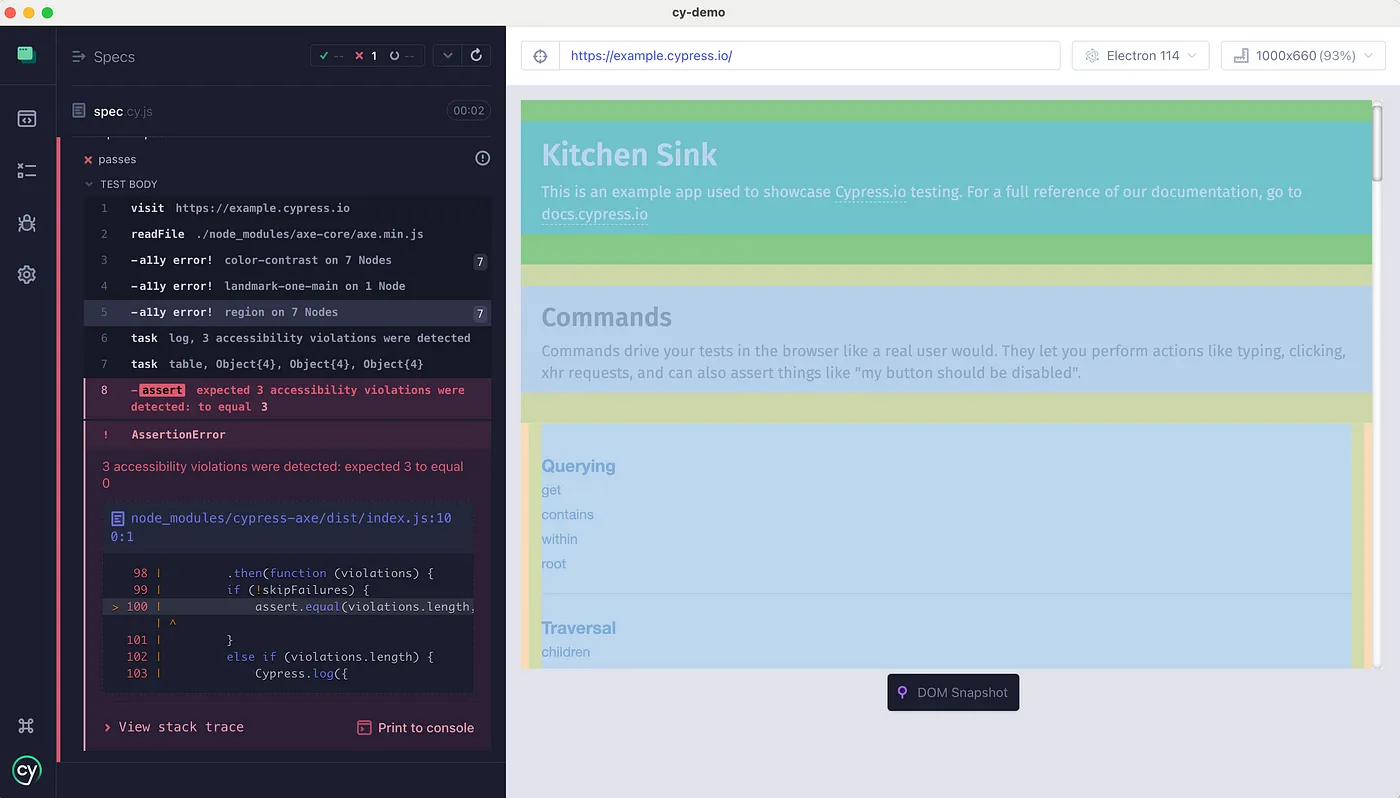 cy-demo
Specs
-- 1 --
spec.cy.js 00:02
passes
TEST BODY
1 visit https://example.cypress.io
2 readFile ./node_modules/axe-core/axe.min.js
3 -a11y error! color-contrast on 7 Nodes 7
4 -a11y error! landmark-one-main on 1 Node
5 -a11y error! region on 7 Nodes 7
6 task log, 3 accessibility violations were detected
7 task table, Object{4}, Object{4}, Object{4}
8 -assert expected 3 accessibility violations were
detected: to equal 3
! AssertionError
3 accessibility violations were detected: expected 3 to equal
0
node_modules/cypress-axe/dist/index.js:10
0:1
98 | .then(function (violations) {
99 | if (!skipFailures) {
> 100 | assert.equal(violations.length,
| ^
101 | }
102 | else if (violations.length) {
103 | Cypress.log({
> View stack trace Print to console
cy
https://example.cypress.io/ Electron 114 1000x660 (93%)
Kitchen Sink
This is an example app used to showcase Cypress.io testing. For a full reference of our documentation, go to
docs.cypress.io
Commands
Commands drive your tests in the browser like a real user would. They let you perform actions like typing, clicking,
xhr requests, and can also assert things like "my button should be disabled".
Querying
get
contains
within
root
Traversal
children
DOM Snapshot